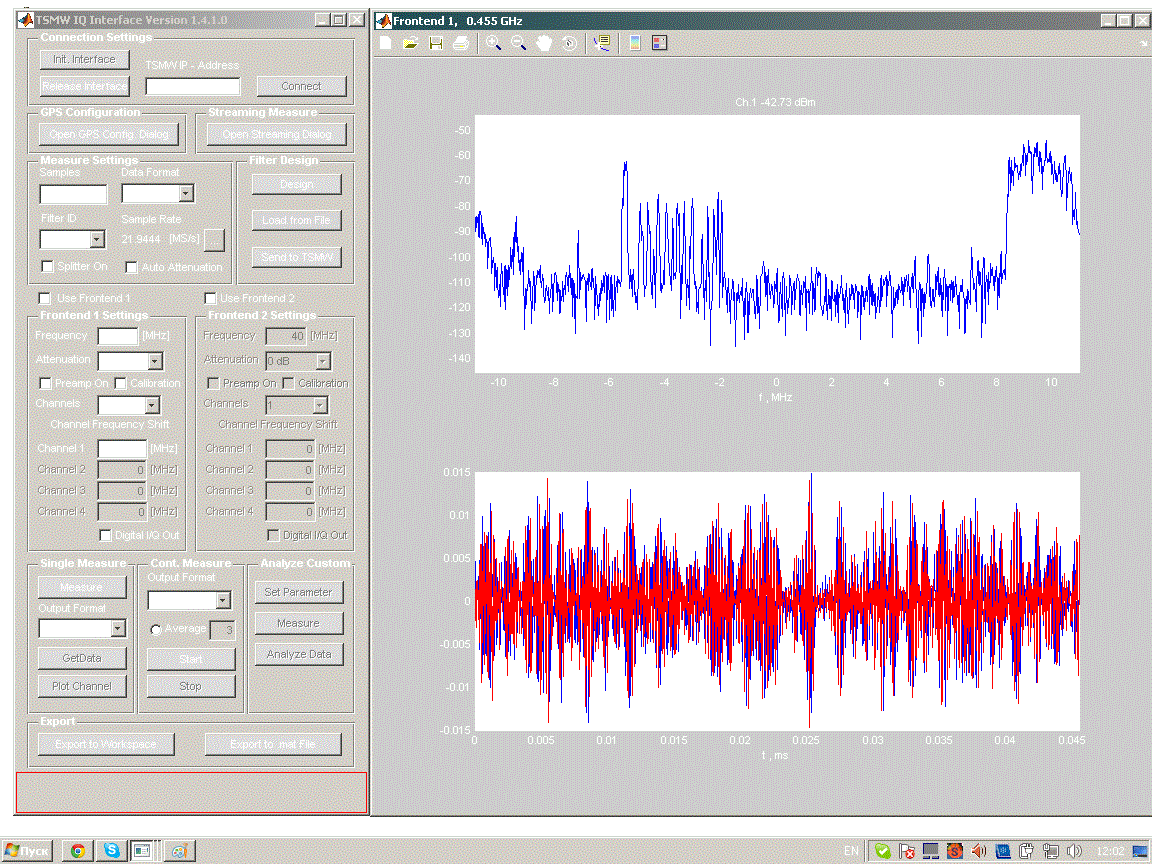 TSMW IQ Interface Version 1.4.1.0
Connection Settings
Init. Interface
TSMW IP - Address
Release Interface
Connect
GPS Configuration
Streaming Measure
Open GPS Config. Dialog
Open Streaming Dialog
Measure Settings
Filter Design
Samples
Data Format
Design
Filter ID
Sample Rate
Load from File
21.9444 [MS/s]
Send to TSMW
Splitter On
Auto Attenuation
Use Frontend 1
Use Frontend 2
Frontend 1 Settings
Frequency [MHz]
Attenuation
Preamp On
Calibration
Channels
Channel Frequency Shift
Channel 1 [MHz]
Channel 2 0 [MHz]
Channel 3 0 [MHz]
Channel 4 0 [MHz]
Digital I/Q Out
Frontend 2 Settings
Frequency 40 [MHz]
Attenuation 0 dB
Preamp On
Calibration
Channels 1
Channel Frequency Shift
Channel 1 0 [MHz]
Channel 2 0 [MHz]
Channel 3 0 [MHz]
Channel 4 0 [MHz]
Digital I/Q Out
Single Measure
Measure
Output Format
GetData
Plot Channel
Cont. Measure
Output Format
Average 3
Start
Stop
Analyze Custom
Set Parameter
Measure
Analyze Data
Export
Export to Workspace
Export to .mat File
Frontend 1, 0.455 GHz
Ch.1 -42.73 dBm
-50
-60
-70
-80
-90
-100
-110
-120
-130
-140
-10 -8 -6 -4 -2 0 2 4 6 8 10
f , MHz
0.015
0.01
0.005
0
-0.005
-0.01
-0.015
0 0.005 0.01 0.015 0.02 0.025 0.03 0.035 0.04 0.045
t , ms
Пуск
EN
12:02